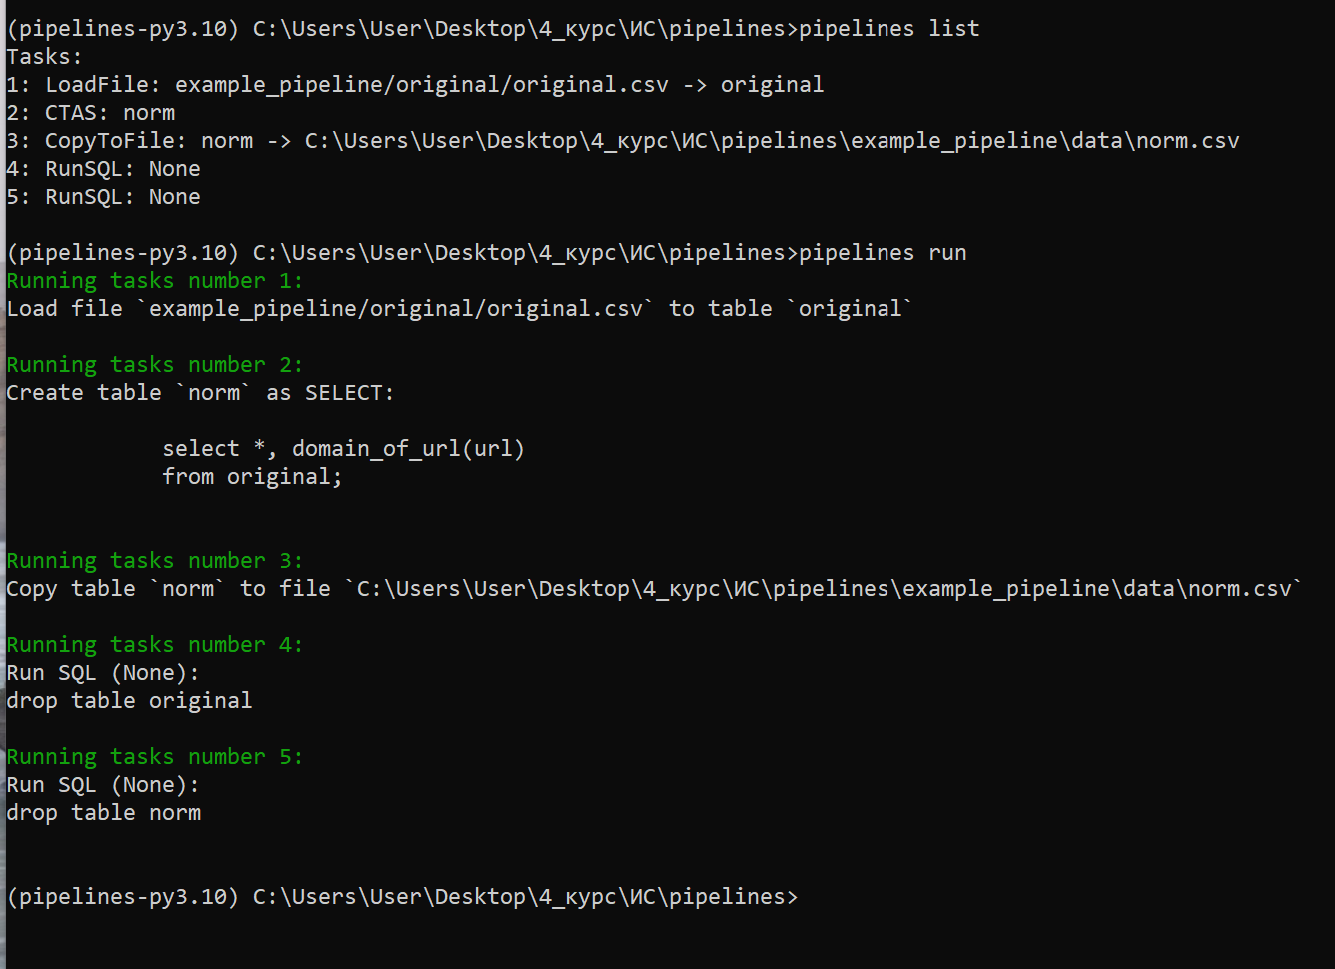 (pipelines-py3.10) C:\Users\User\Desktop\4_курс\ИС\pipelines>pipelines list
Tasks:
1: LoadFile: example_pipeline/original/original.csv -> original
2: CTAS: norm
3: CopyToFile: norm -> C:\Users\User\Desktop\4_курс\ИС\pipelines\example_pipeline\data\norm.csv
4: RunSQL: None
5: RunSQL: None
(pipelines-py3.10) C:\Users\User\Desktop\4_курс\ИС\pipelines>pipelines run
Running tasks number 1:
Load file `example_pipeline/original/original.csv` to table `original`
Running tasks number 2:
Create table `norm` as SELECT:
select *, domain_of_url(url)
from original;
Running tasks number 3:
Copy table `norm` to file `C:\Users\User\Desktop\4_курс\ИС\pipelines\example_pipeline\data\norm.csv`
Running tasks number 4:
Run SQL (None):
drop table original
Running tasks number 5:
Run SQL (None):
drop table norm
(pipelines-py3.10) C:\Users\User\Desktop\4_курс\ИС\pipelines>